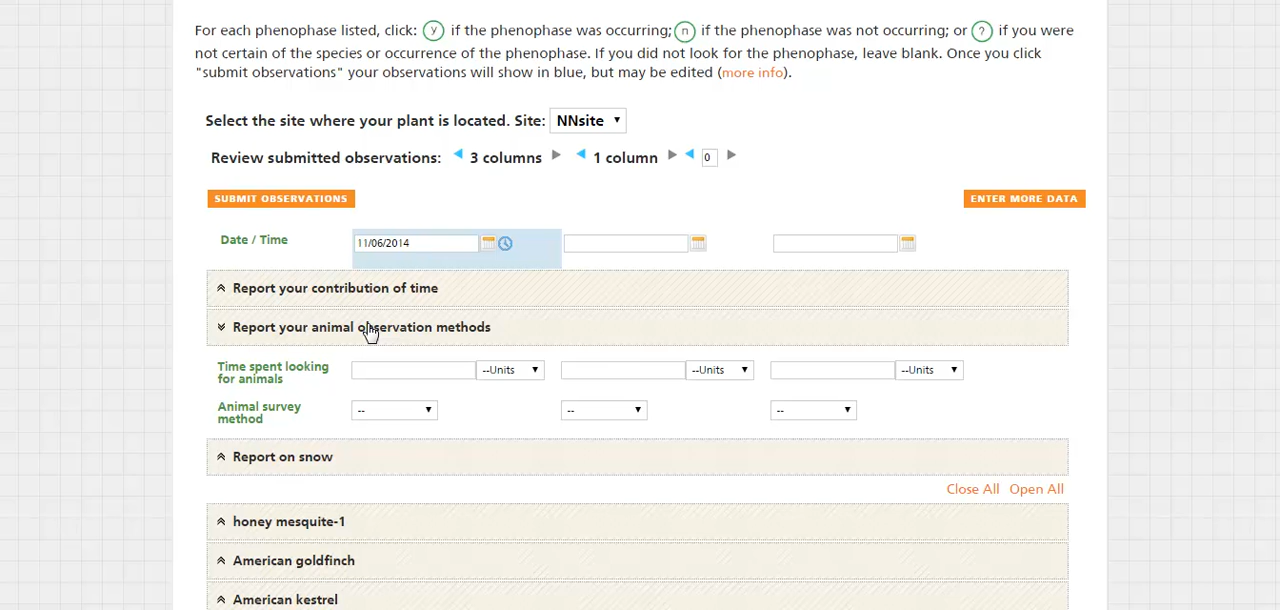 For each phenophase listed, click: y if the phenophase was occurring; n if the phenophase was not occurring; or ? if you were
not certain of the species or occurrence of the phenophase. If you did not look for the phenophase, leave blank. Once you click
"submit observations" your observations will show in blue, but may be edited (more info).
Select the site where your plant is located. Site: NNsite
Review submitted observations: 3 columns 1 column 0
SUBMIT OBSERVATIONS ENTER MORE DATA
Date / Time 11/06/2014
Report your contribution of time
Report your animal observation methods
Time spent looking
for animals
--Units --Units --Units
Animal survey
method
-- -- --
Report on snow
Close All Open All
honey mesquite-1
American goldfinch
American kestrel